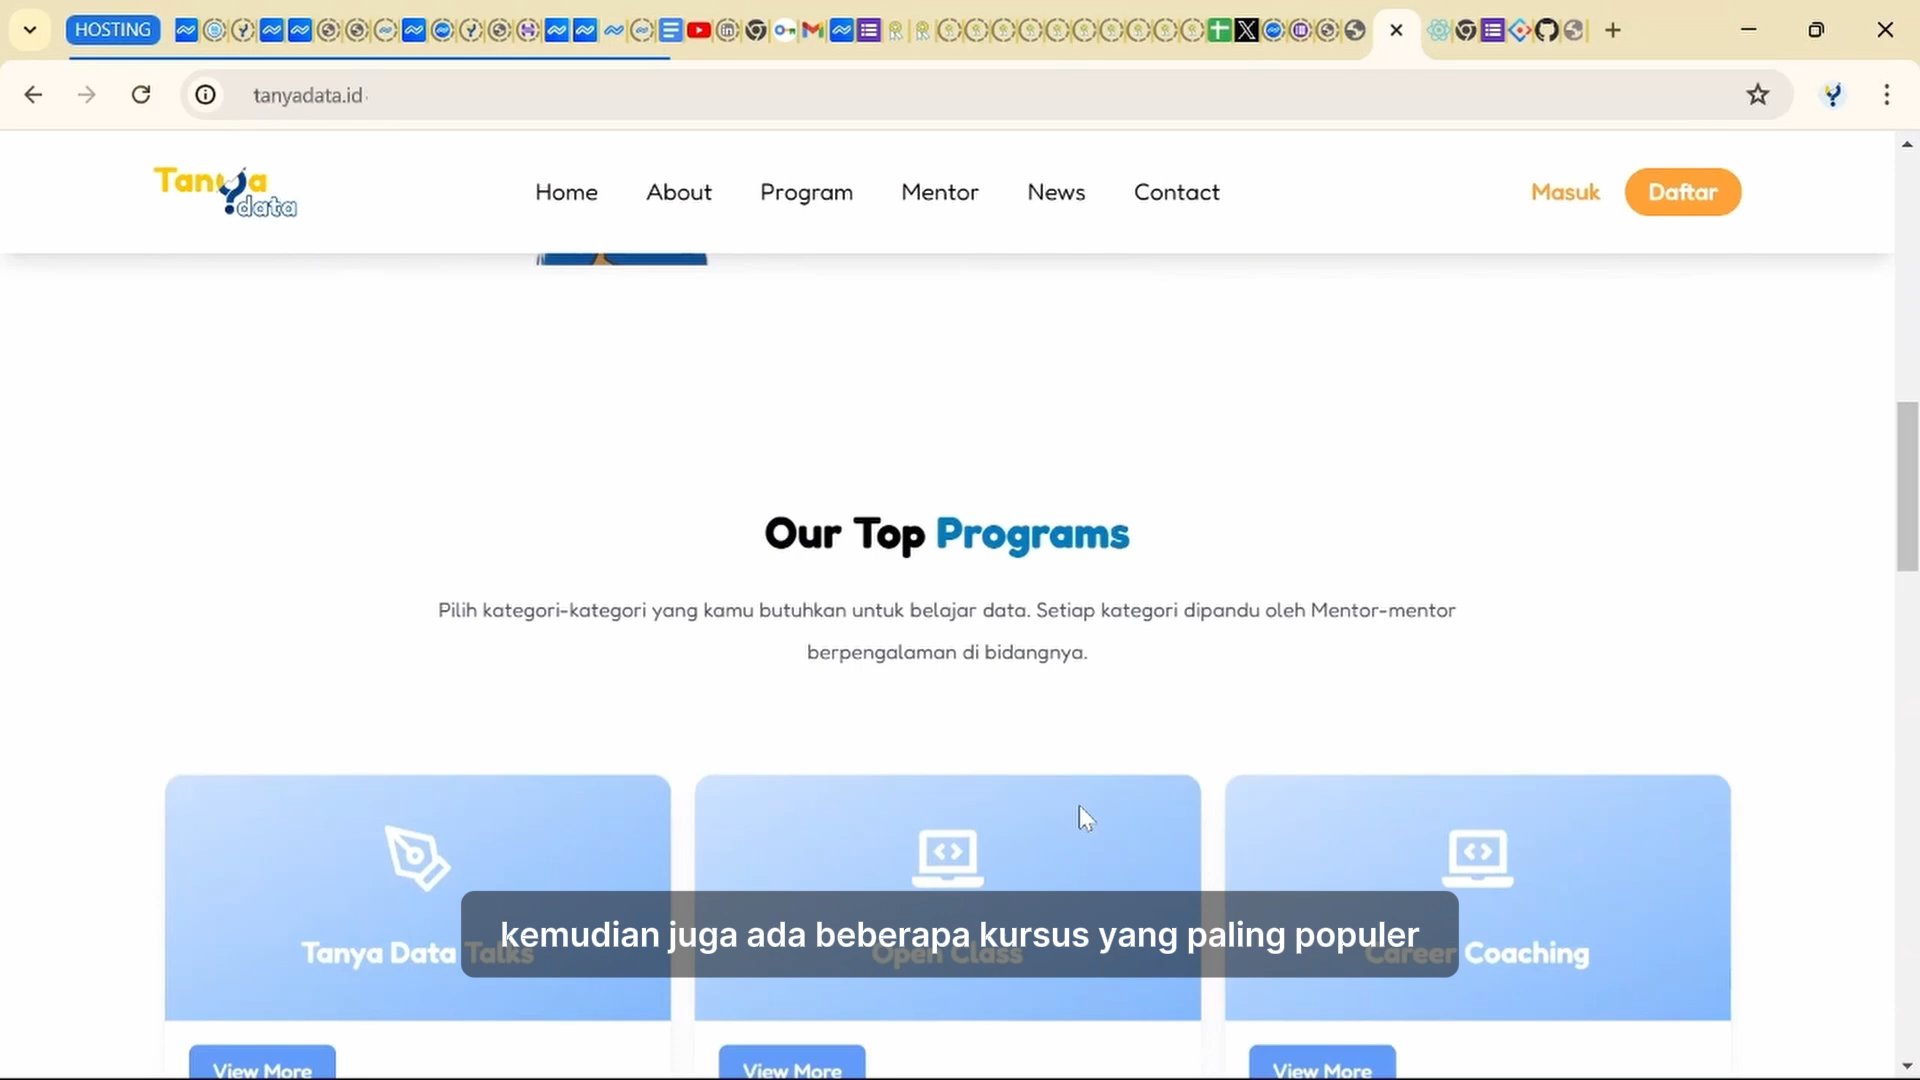 HOSTING
tanyadata.id
Tanya
data
Home
About
Program
Mentor
News
Contact
Masuk
Daftar
Our Top Programs
Pilih kategori-kategori yang kamu butuhkan untuk belajar data. Setiap kategori dipandu oleh Mentor-mentor
berpengalaman di bidangnya.
Tanya Data Talks
Open Class
Career Coaching
kemudian juga ada beberapa kursus yang paling populer
View More
View More
View More